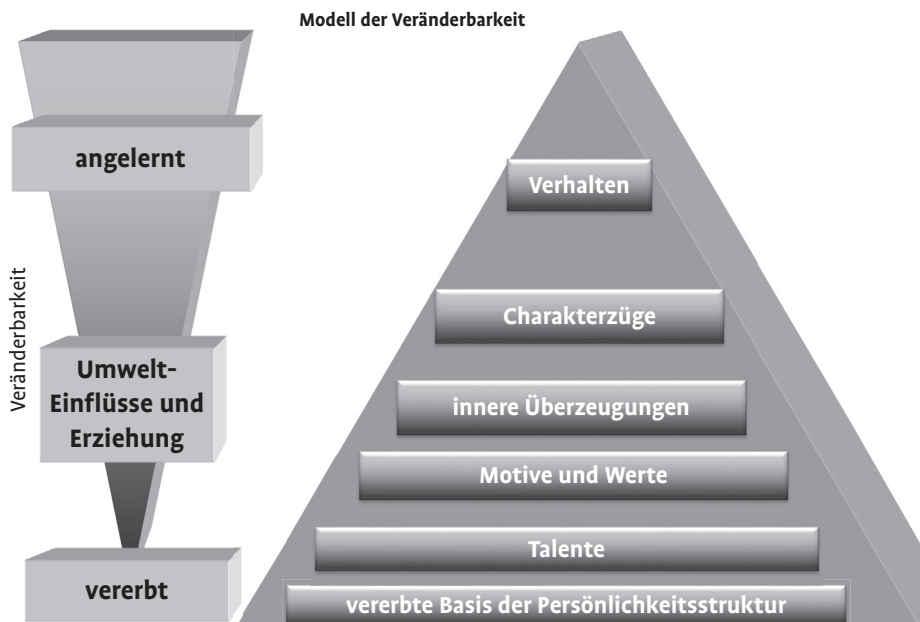 Modell der Veränderbarkeit
Veränderbarkeit
angelernt
Umwelt-
Einflüsse und
Erziehung
vererbt
Verhalten
Charakterzüge
innere Überzeugungen
Motive und Werte
Talente
vererbte Basis der Persönlichkeitsstruktur